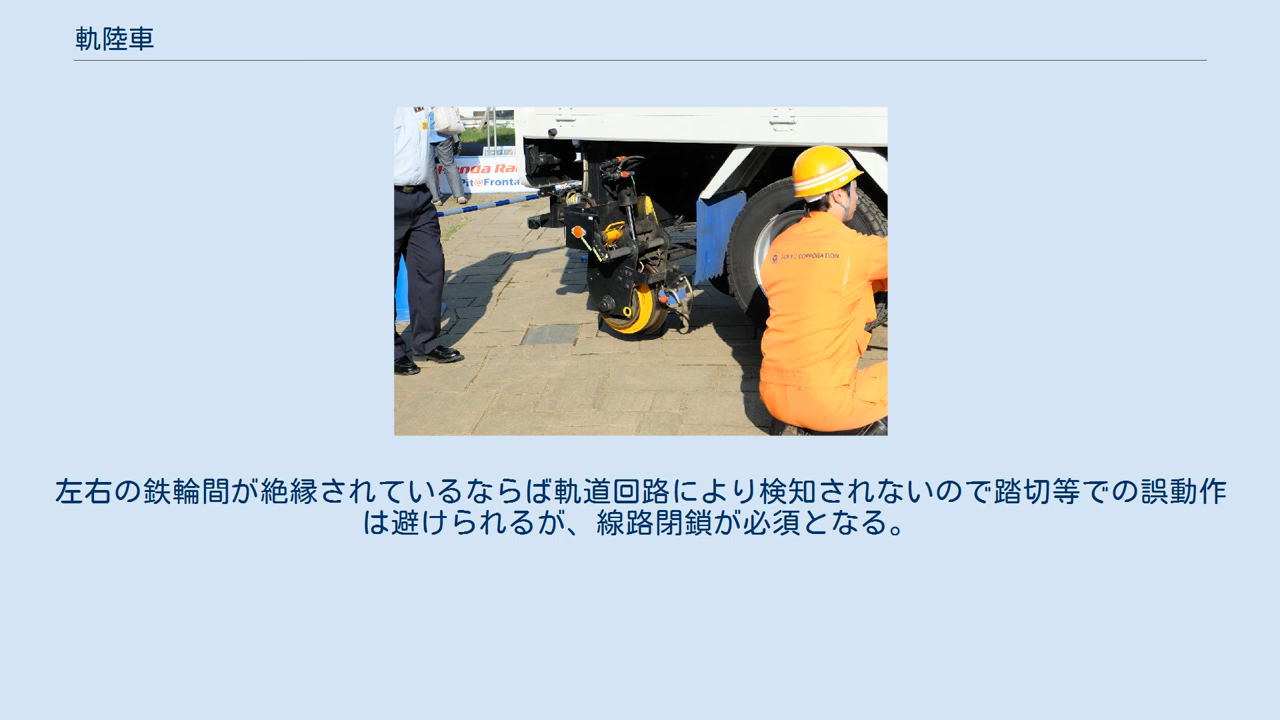 軌陸車
Pit@Fronta
CORPORATION
左右の鉄輪間が絶縁されているならば軌道回路により検知されないので踏切等での誤動作
は避けられるが、線路閉鎖が必須となる。